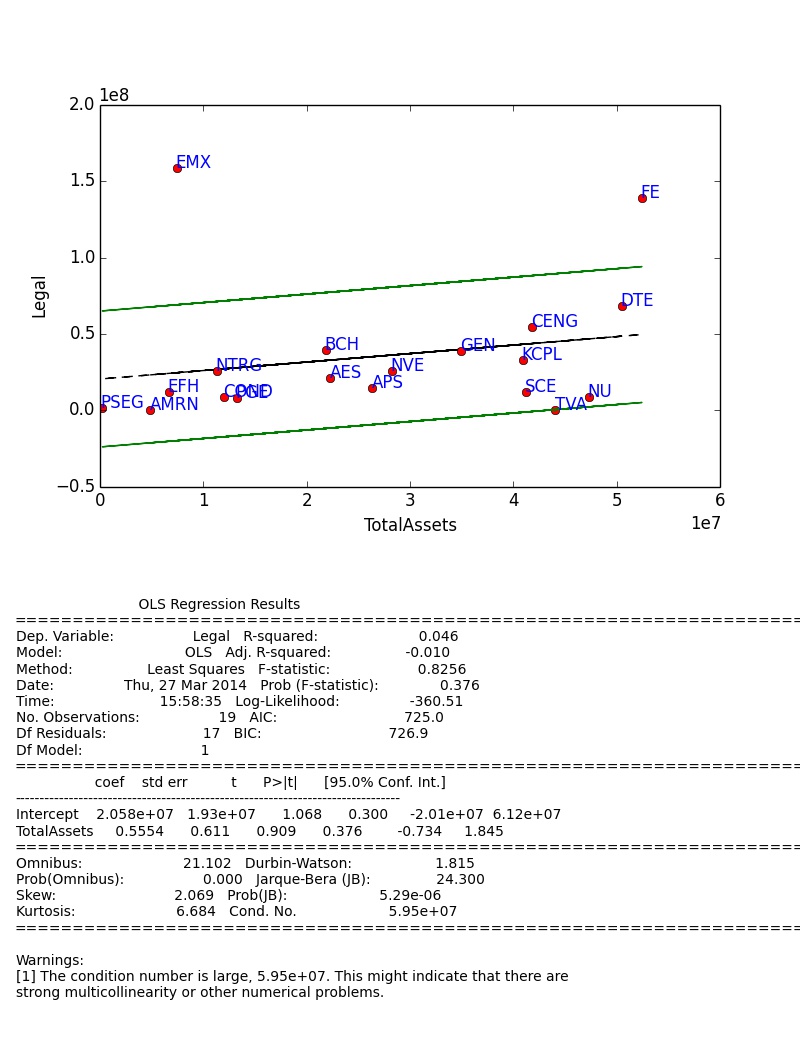 1e8
2.0
1.5
1.0
0.5
0.0
−0.5
Legal
EMX
FE
DTE
CENG
BCH
GEN
KCPL
NTRG
NVE
AES
APS
EFH
PGE
SCE
NU
PSEG
AMRN
TVA
0 1 2 3 4 5 6
TotalAssets
1e7
OLS Regression Results
==============================================================================
Dep. Variable: Legal R-squared: 0.046
Model: OLS Adj. R-squared: -0.010
Method: Least Squares F-statistic: 0.8256
Date: Thu, 27 Mar 2014 Prob (F-statistic): 0.376
Time: 15:58:35 Log-Likelihood: -360.51
No. Observations: 19 AIC: 725.0
Df Residuals: 17 BIC: 726.9
Df Model: 1
==============================================================================
coef std err t P>|t| [95.0% Conf. Int.]
------------------------------------------------------------------------------
Intercept 2.058e+07 1.93e+07 1.068 0.300 -2.01e+07 6.12e+07
TotalAssets 0.5554 0.611 0.909 0.376 -0.734 1.845
==============================================================================
Omnibus: 21.102 Durbin-Watson: 1.815
Prob(Omnibus): 0.000 Jarque-Bera (JB): 24.300
Skew: 2.069 Prob(JB): 5.29e-06
Kurtosis: 6.684 Cond. No. 5.95e+07
==============================================================================
Warnings:
[1] The condition number is large, 5.95e+07. This might indicate that there are
strong multicollinearity or other numerical problems.